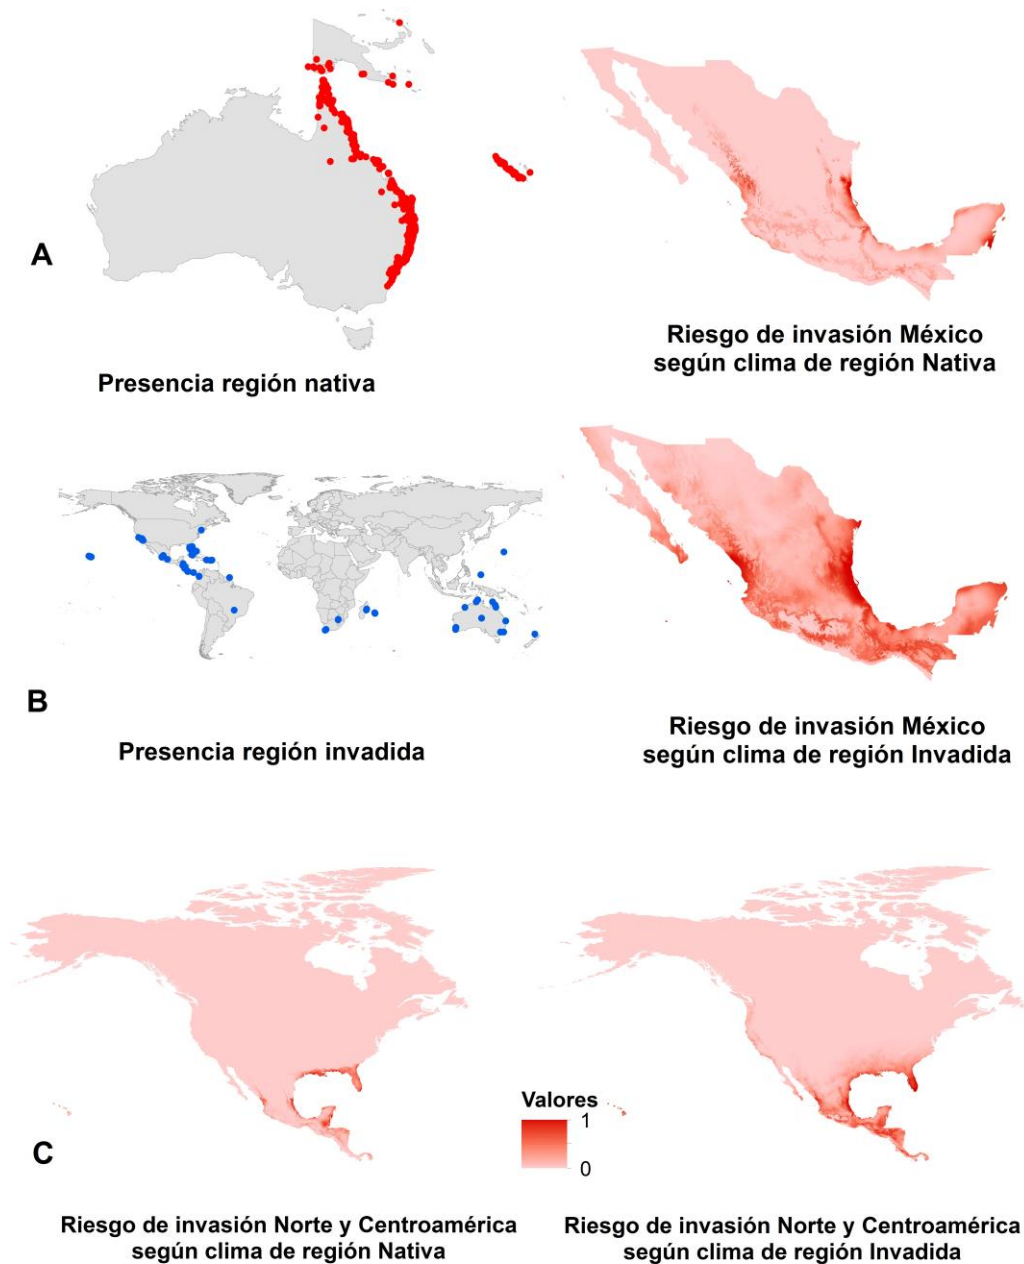 A
Presencia región nativa
Riesgo de invasión México
según clima de región Nativa
B
Presencia región invadida
Riesgo de invasión México
según clima de región Invadida
C
Valores
1
0
Riesgo de invasión Norte y Centroamérica
según clima de región Nativa
Riesgo de invasión Norte y Centroamérica
según clima de región Invadida